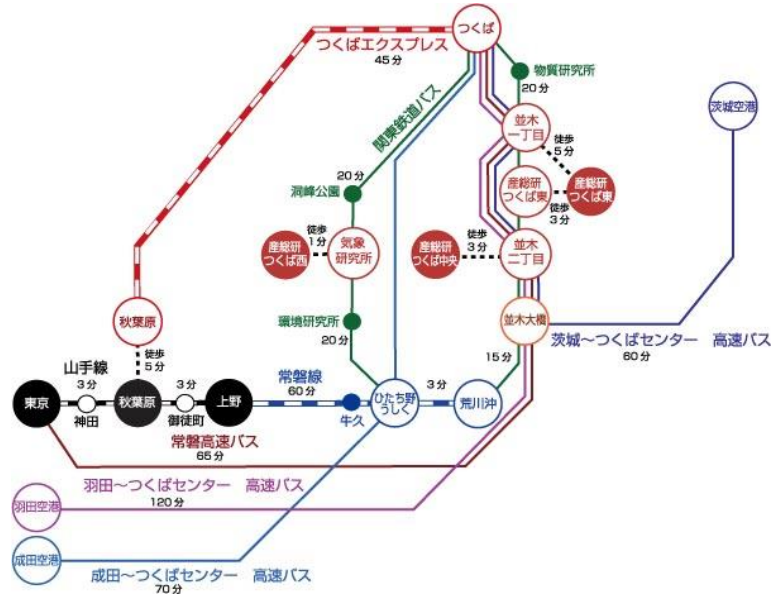 つくば
つくばエクスプレス
45分
物質研究所
20分
関東鉄道バス
茨城空港
並木
一丁目
徒歩
5分
20分
洞峰公園
産総研
つくば東
産総研
つくば東
徒歩
3分
徒歩
1分
産総研
つくば西
気象
研究所
徒歩
3分
産総研
つくば中央
並木
二丁目
秋葉原
環境研究所
20分
並木大橋
茨城～つくばセンター 高速バス
60分
徒歩
5分
15分
山手線
3分
3分
常磐線
60分
3分
東京
神田
秋葉原
御徒町
上野
牛久
ひたち野
うしく
荒川沖
常磐高速バス
65分
羽田～つくばセンター 高速バス
120分
羽田空港
成田空港
成田～つくばセンター 高速バス
70分